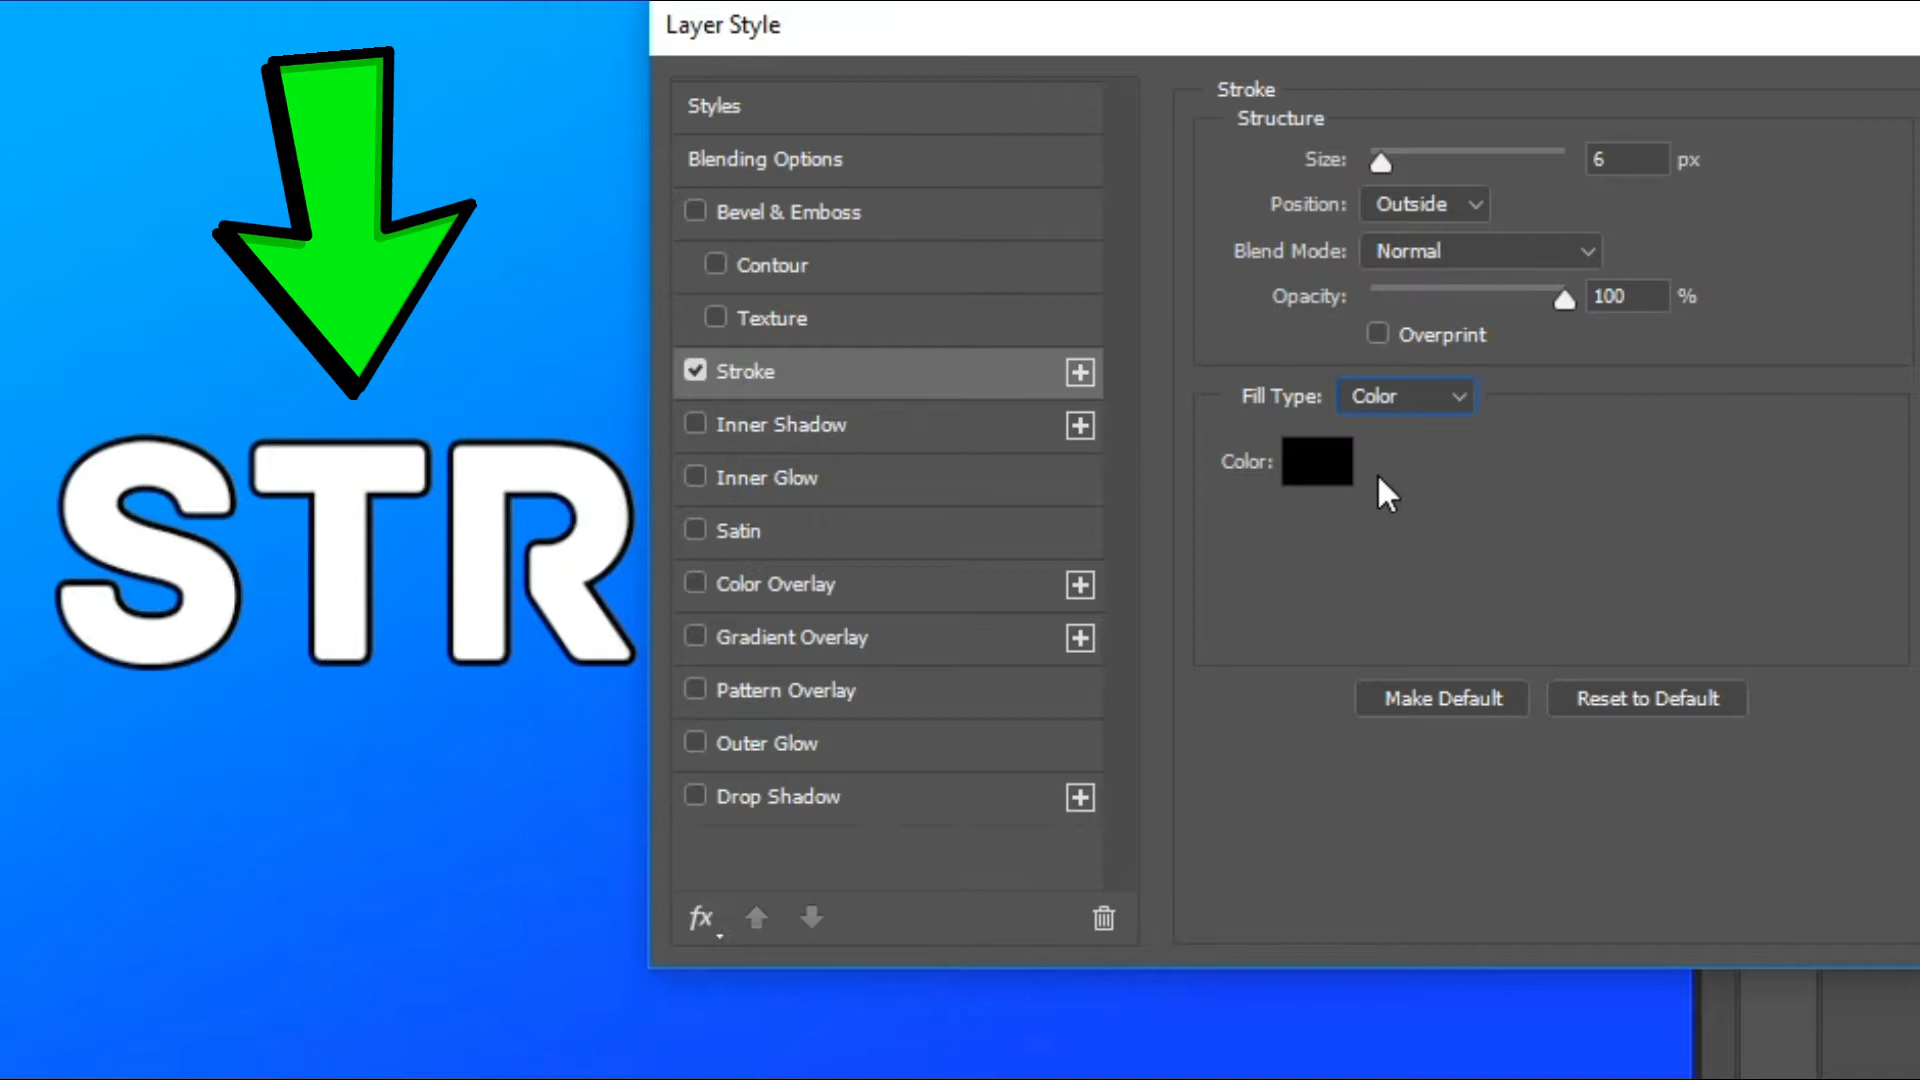 Layer Style
Styles
Blending Options
Bevel & Emboss
Contour
Texture
Stroke
Inner Shadow
Inner Glow
Satin
Color Overlay
Gradient Overlay
Pattern Overlay
Outer Glow
Drop Shadow
fx
Stroke
Structure
Size: 6 px
Position: Outside
Blend Mode: Normal
Opacity: 100 %
Overprint
Fill Type: Color
Color:
Make Default Reset to Default
STR